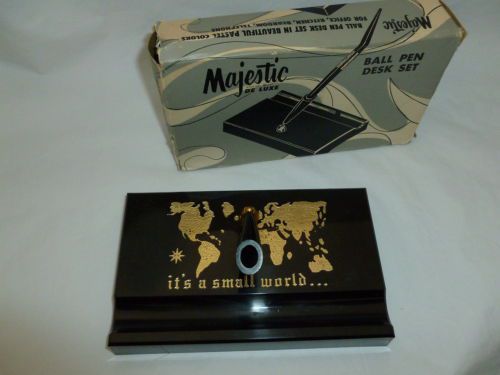 BALL PEN DESK SET IN BEAUTIFUL PASTEL COLORS
FOR OFFICE, KITCHEN, BEDROOM, TELEPHONE
Majestic
Majestic
DE LUXE
BALL PEN
DESK SET
it's a small world...